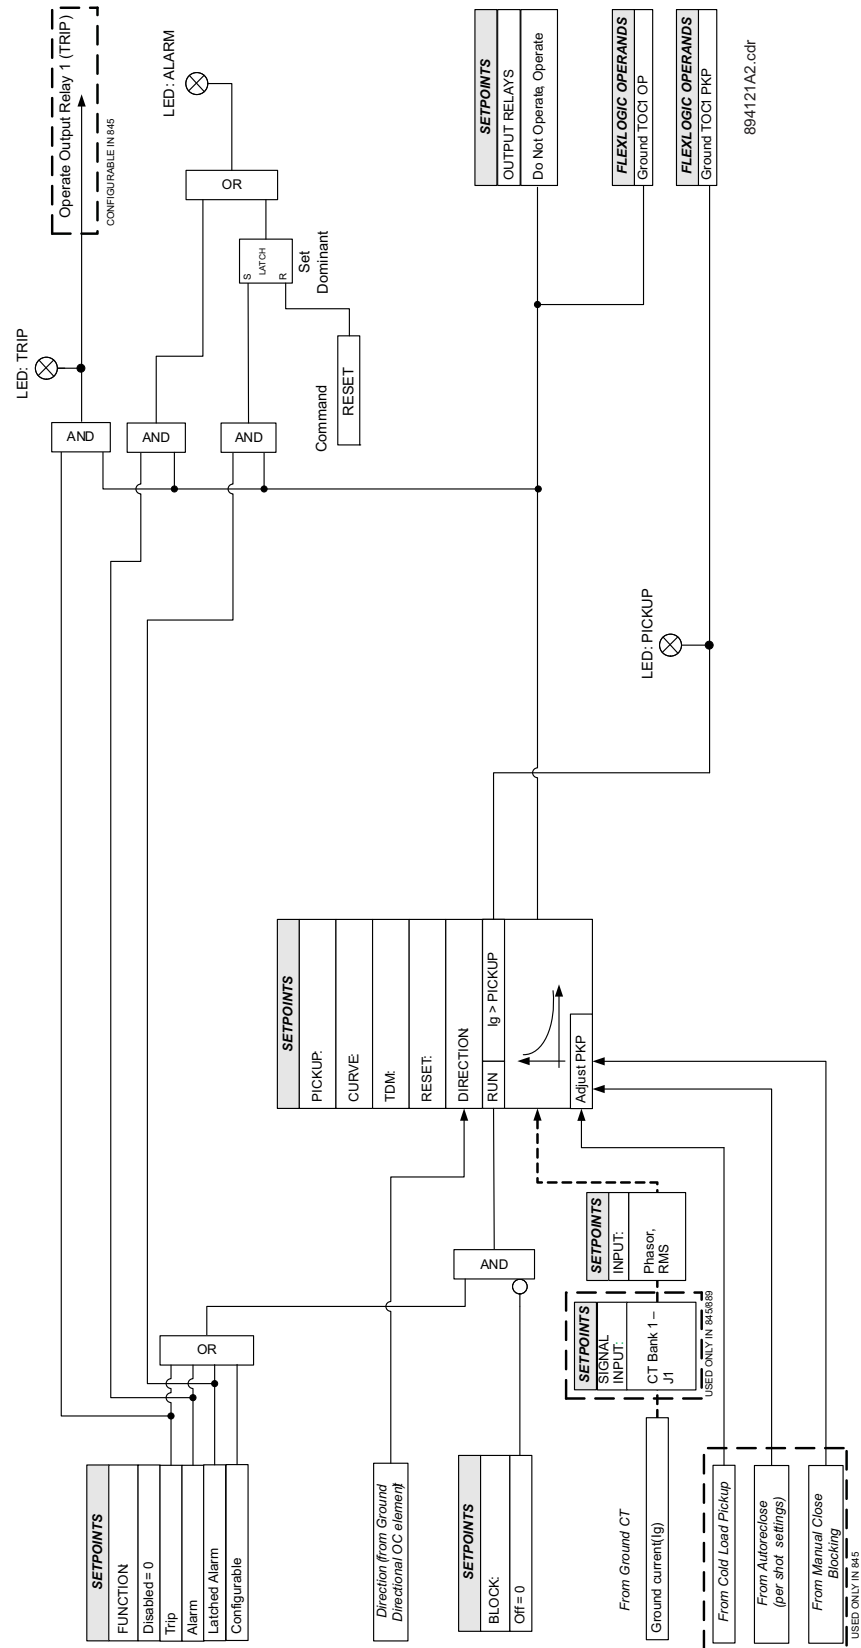 SETPOINTS
FUNCTION:
Disabled = 0
Trip
Alarm
Latched Alarm
Configurable
Direction (from Ground
Directional OC element)
SETPOINTS
BLOCK:
Off = 0
From Ground CT
Ground current(Ig)
From Cold Load Pickup
From Autoreclose
(per shot settings)
From Manual Close
Blocking
USED ONLY IN 845
OR
AND
SETPOINTS
SIGNAL
INPUT:
CT Bank 1 –
J1
USED ONLY IN 845/889
SETPOINTS
INPUT:
Phasor,
RMS
SETPOINTS
PICKUP:
CURVE:
TDM:
RESET:
DIRECTION:
RUN
Ig > PICKUP
Adjust PKP
LED: PICKUP
AND
AND
AND
LED: TRIP
Command
RESET
S
LATCH
R
Set
Dominant
OR
LED: ALARM
Operate Output Relay 1 (TRIP)
CONFIGURABLE IN 845
SETPOINTS
OUTPUT RELAYS
Do Not Operate, Operate
FLEXLOGIC OPERANDS
Ground TOC1 OP
FLEXLOGIC OPERANDS
Ground TOC1 PKP
894121A2.cdr